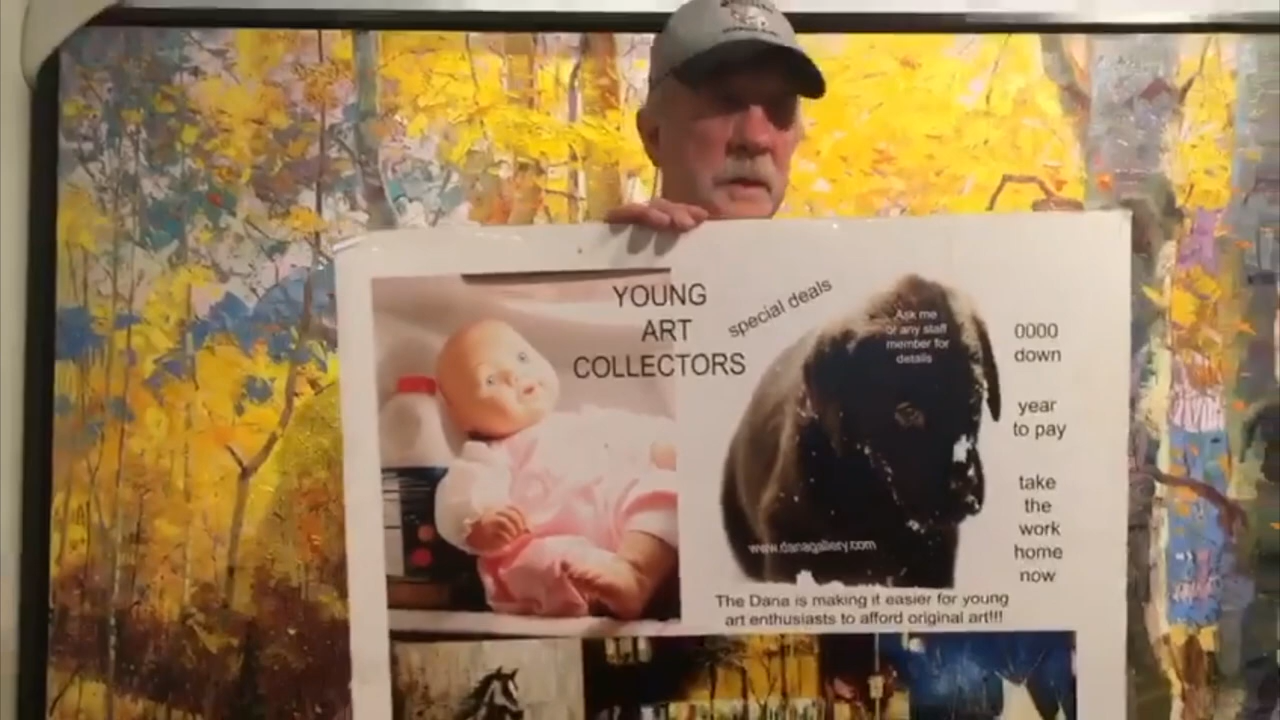 YOUNG
ART
COLLECTORS
special deals
Ask me
or any staff
member for
details
0000
down
year
to pay
take
the
work
home
now
www.danagallery.com
The Dana is making it easier for young
art enthusiasts to afford original art!!!